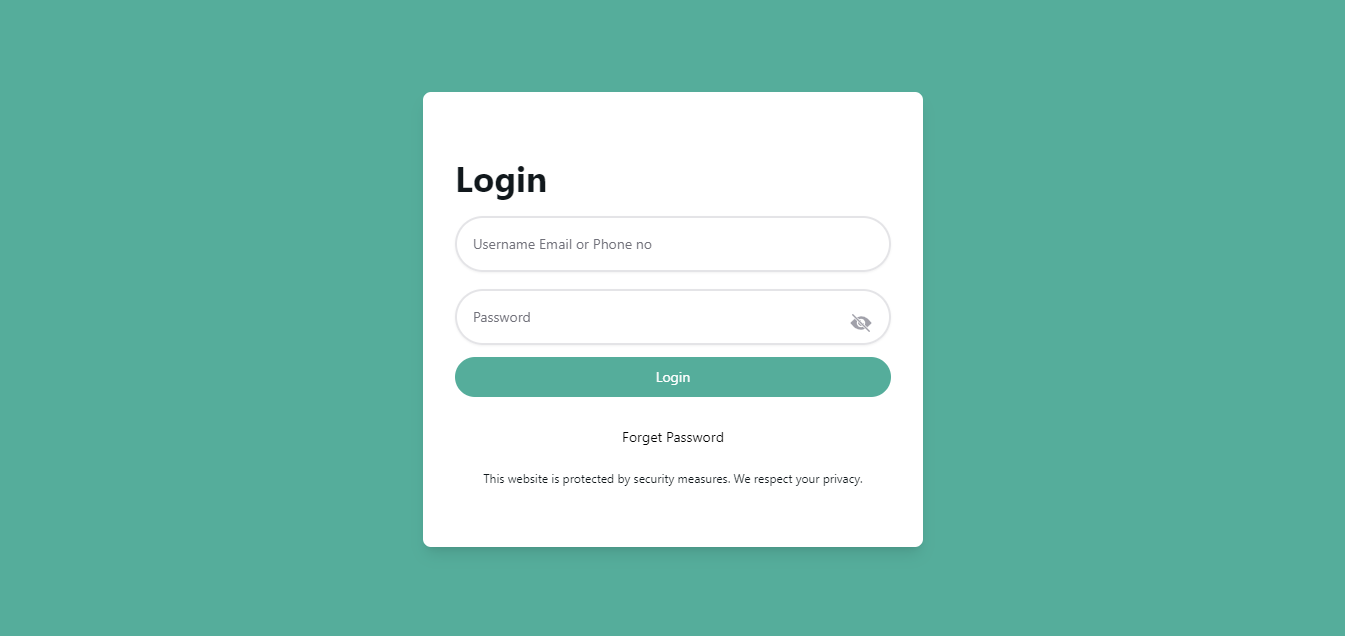 Login
Username Email or Phone no
Password
Login
Forget Password
This website is protected by security measures. We respect your privacy.